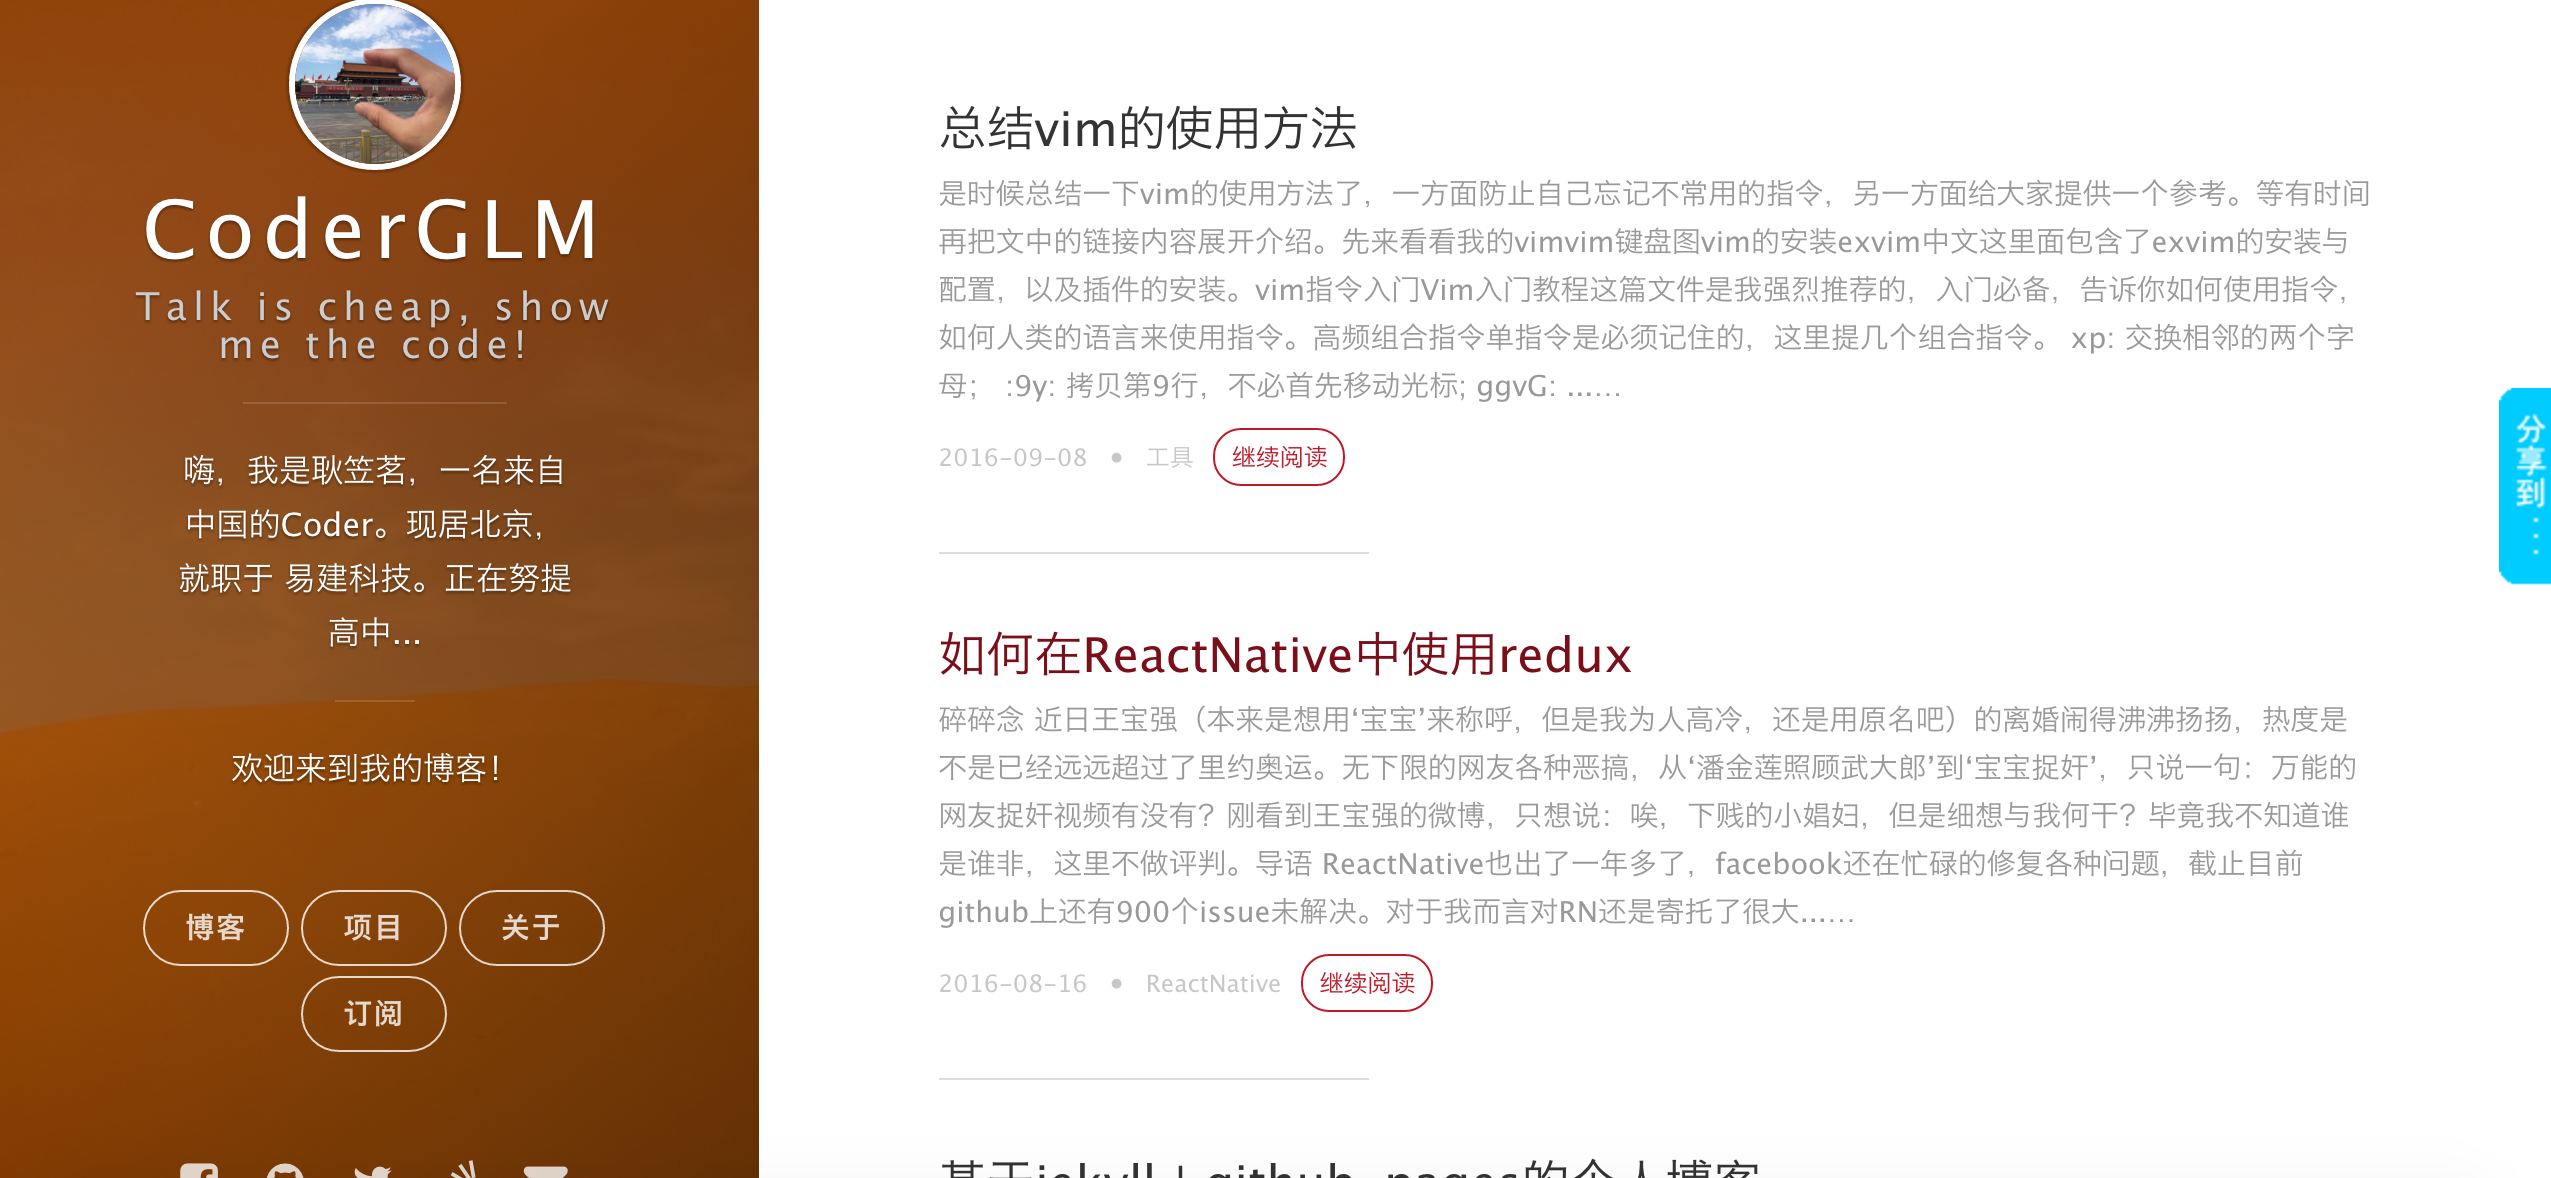 CoderGLM
Talk is cheap, show
me the code!
嗨，我是耿笠茗，一名来自
中国的Coder。现居北京，
就职于 易建科技。正在努提
高中...
欢迎来到我的博客！
博客
项目
关于
订阅
总结vim的使用方法
是时候总结一下vim的使用方法了，一方面防止自己忘记不常用的指令，另一方面给大家提供一个参考。等有时间
再把文中的链接内容展开介绍。先来看看我的vimvim键盘图vim的安装exvim中文这里面包含了exvim的安装与
配置，以及插件的安装。vim指令入门Vim入门教程这篇文件是我强烈推荐的，入门必备，告诉你如何使用指令，
如何人类的语言来使用指令。高频组合指令单指令是必须记住的，这里提几个组合指令。 xp: 交换相邻的两个字
母； :9y: 拷贝第9行，不必首先移动光标; ggvG: ...…
2016-09-08 • 工具 继续阅读
如何在ReactNative中使用redux
碎碎念 近日王宝强（本来是想用‘宝宝’来称呼，但是我为人高冷，还是用原名吧）的离婚闹得沸沸扬扬，热度是
不是已经远远超过了里约奥运。无下限的网友各种恶搞，从‘潘金莲照顾武大郎’到‘宝宝捉奸’，只说一句：万能的
网友捉奸视频有没有？刚看到王宝强的微博，只想说：唉，下贱的小娼妇，但是细想与我何干？毕竟我不知道谁
是谁非，这里不做评判。导语 ReactNative也出了一年多了，facebook还在忙碌的修复各种问题，截止目前
github上还有900个issue未解决。对于我而言对RN还是寄托了很大...…
2016-08-16 • ReactNative 继续阅读
基于jekyll+github-pages的个人博客
分享到...